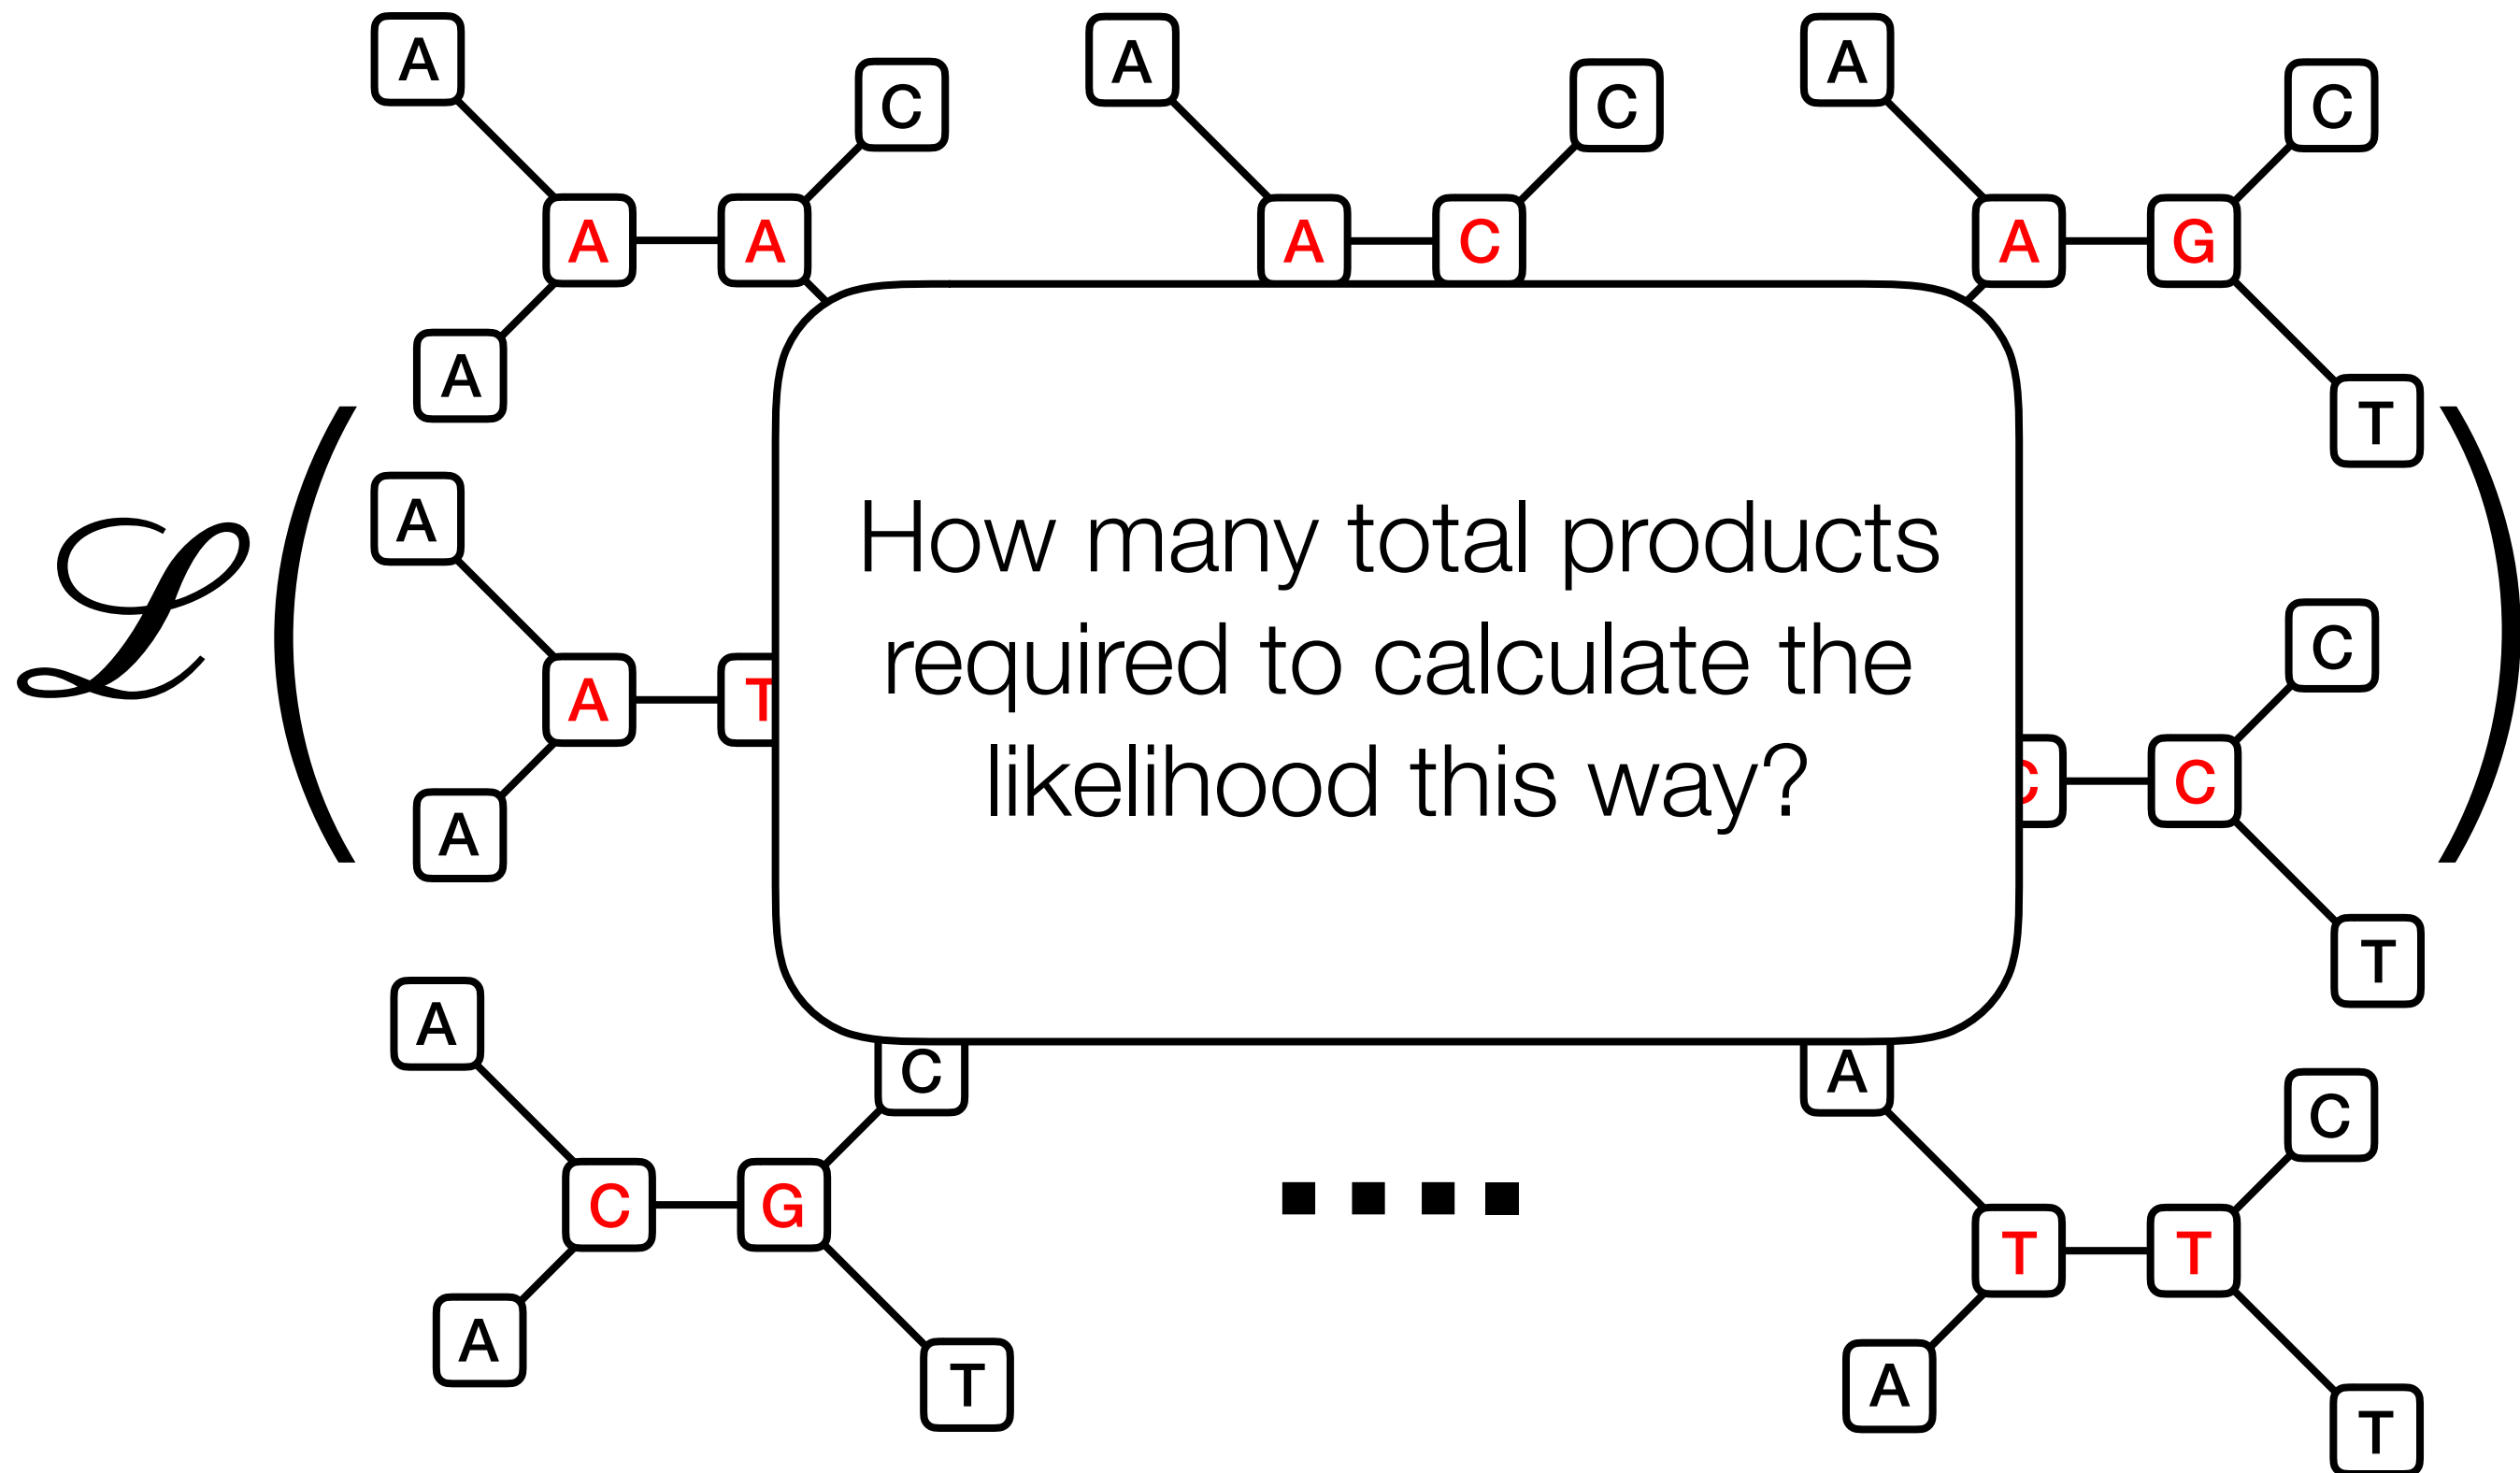 A
A
A
C
C
C
A
A
A
C
A
G
A
T
ℒ
(
)
A
How many total products
required to calculate the
likelihood this way?
C
A
T
C
C
A
T
A
C
A
C
C
G
T
T
A
T
A
T